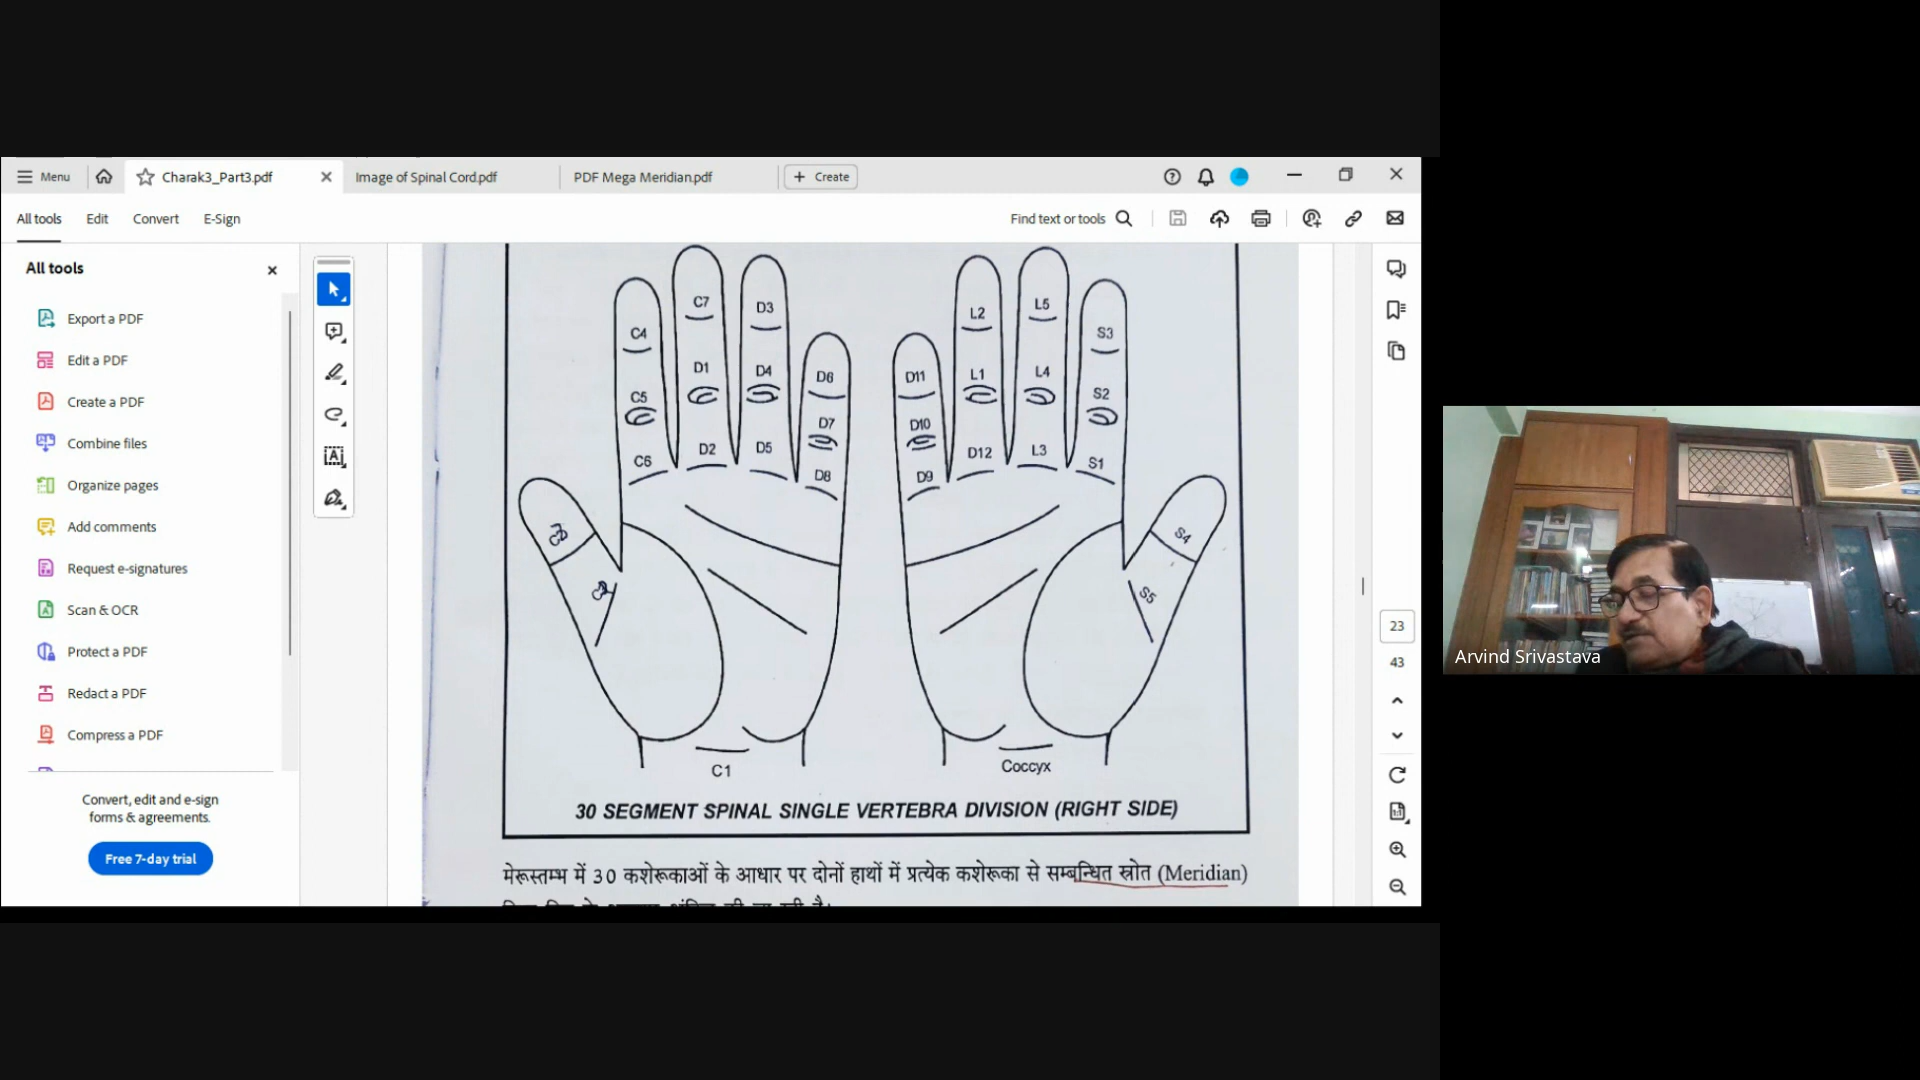 Menu
Charak3_Part3.pdf
Image of Spinal Cord.pdf
PDF Mega Meridian.pdf
Create
All tools
Edit
Convert
E-Sign
Find text or tools
All tools
Export a PDF
Edit a PDF
Create a PDF
Combine files
Organize pages
Add comments
Request e-signatures
Scan & OCR
Protect a PDF
Redact a PDF
Compress a PDF
Convert, edit and e-sign
forms & agreements.
Free 7-day trial
C7 D3 L2 L5
C4 S3
D1 D4 D6 D11 L1 L4
C5 D7 D10 S2
C6 D2 D5 D12 L3 S1
D8 D9
S4
S5
C1 Coccyx
30 SEGMENT SPINAL SINGLE VERTEBRA DIVISION (RIGHT SIDE)
मेरूस्तम्भ में 30 कशेरूकाओं के आधार पर दोनों हाथों में प्रत्येक कशेरूका से सम्बन्धित स्रोत (Meridian)
23
43
Arvind Srivastava